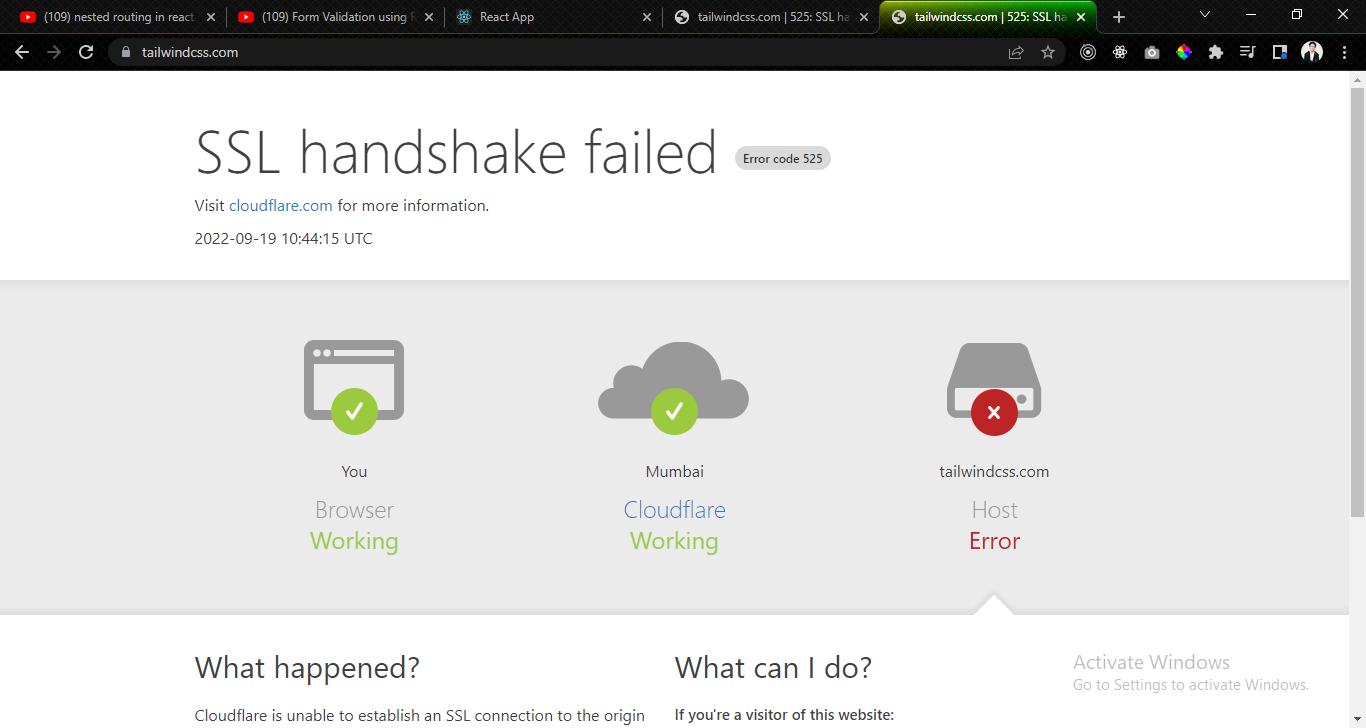 (109) nested routing in react
(109) Form Validation using R
React App
tailwindcss.com | 525: SSL ha
tailwindcss.com | 525: SSL ha
tailwindcss.com
SSL handshake failed Error code 525
Visit cloudflare.com for more information.
2022-09-19 10:44:15 UTC
You
Browser
Working
Mumbai
Cloudflare
Working
tailwindcss.com
Host
Error
What happened?
Cloudflare is unable to establish an SSL connection to the origin
What can I do?
If you're a visitor of this website:
Activate Windows
Go to Settings to activate Windows.